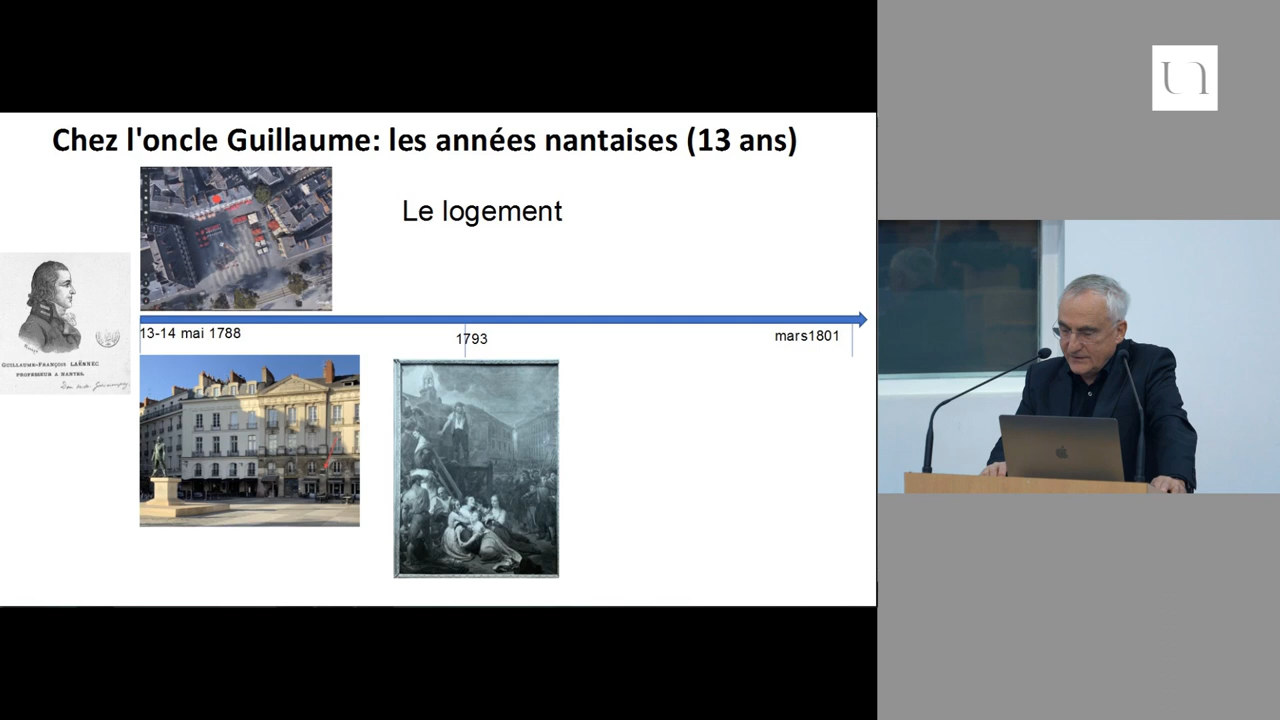 Chez l'oncle Guillaume: les années nantaises (13 ans)
Le logement
13-14 mai 1788
1793
mars1801
GUILLAUME-FRANÇOIS LAËNNEC
PROFESSEUR A NANTES.